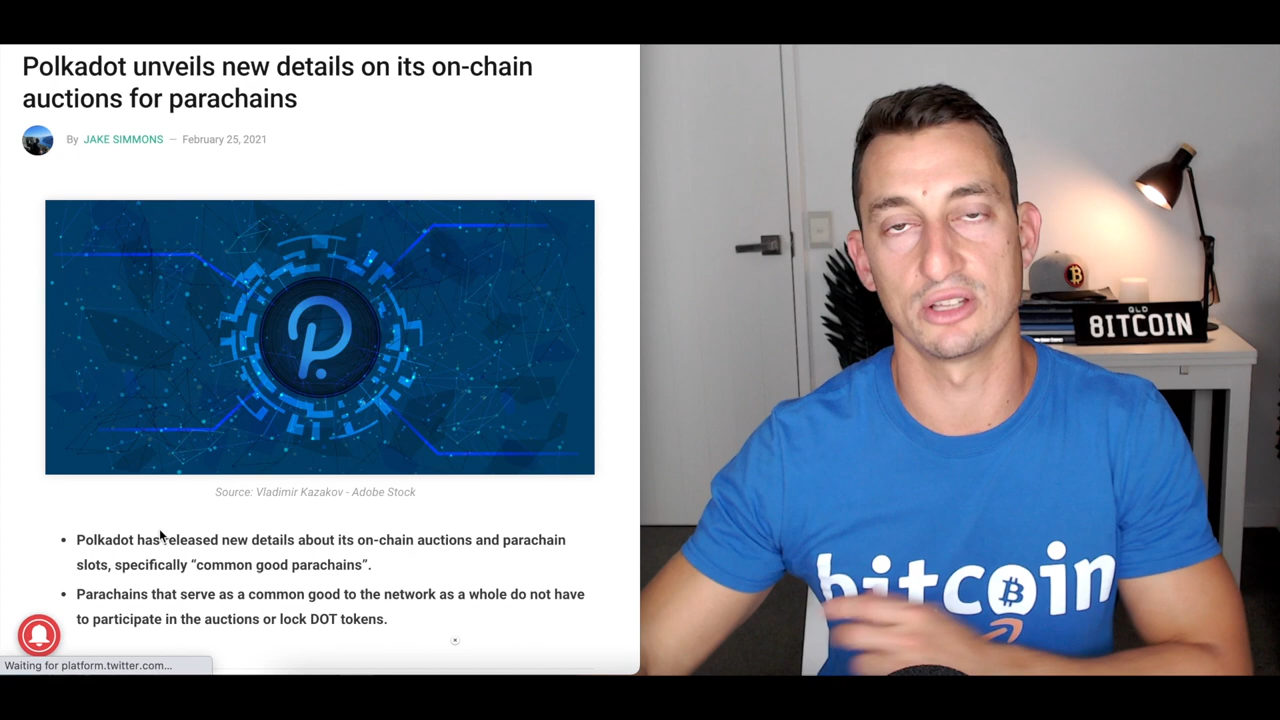 Polkadot unveils new details on its on-chain
auctions for parachains
By JAKE SIMMONS — February 25, 2021
Source: Vladimir Kazakov - Adobe Stock
• Polkadot has released new details about its on-chain auctions and parachain
slots, specifically “common good parachains”.
• Parachains that serve as a common good to the network as a whole do not have
to participate in the auctions or lock DOT tokens.
Waiting for platform.twitter.com...
QLD
8ITCOIN
bitcoin